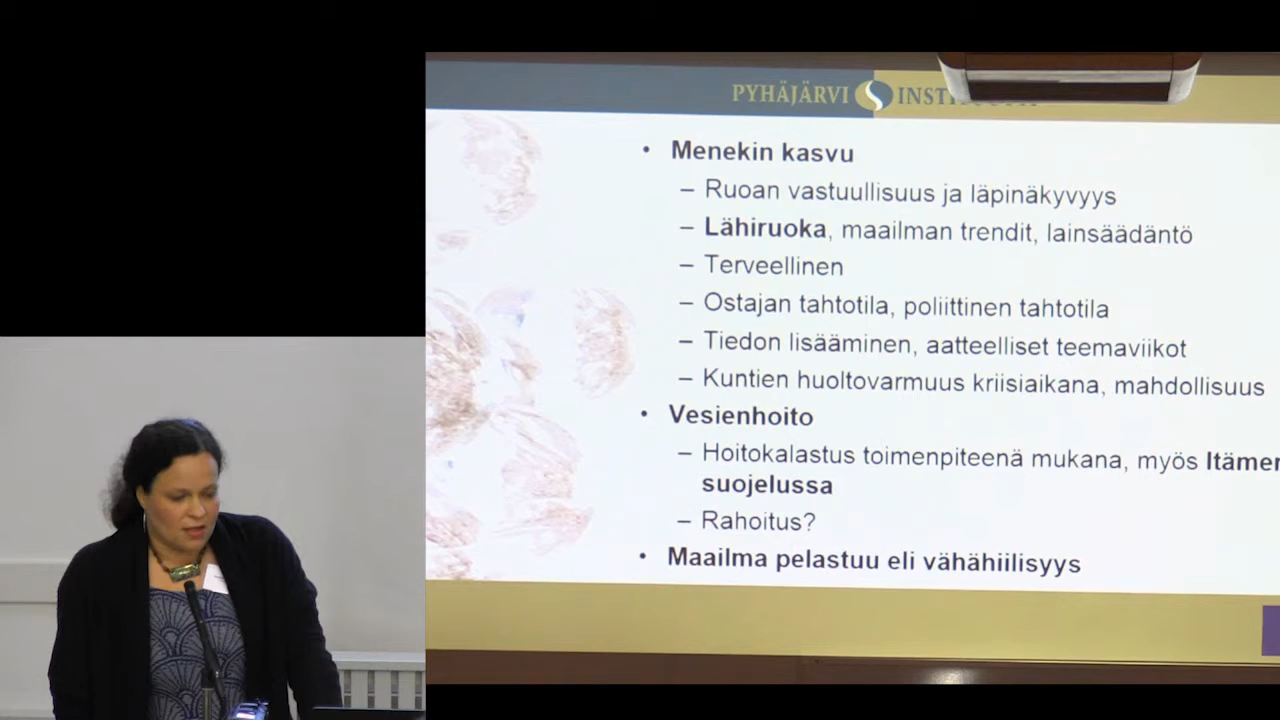 PYHÄJÄRVI
• Menekin kasvu
– Ruoan vastuullisuus ja läpinäkyvyys
– Lähiruoka, maailman trendit, lainsäädäntö
– Terveellinen
– Ostajan tahtotila, poliittinen tahtotila
– Tiedon lisääminen, aatteelliset teemaviikot
– Kuntien huoltovarmuus kriisiaikana, mahdollisuus
• Vesienhoito
– Hoitokalastus toimenpiteenä mukana, myös Itämer
suojelussa
– Rahoitus?
• Maailma pelastuu eli vähähiilisyys